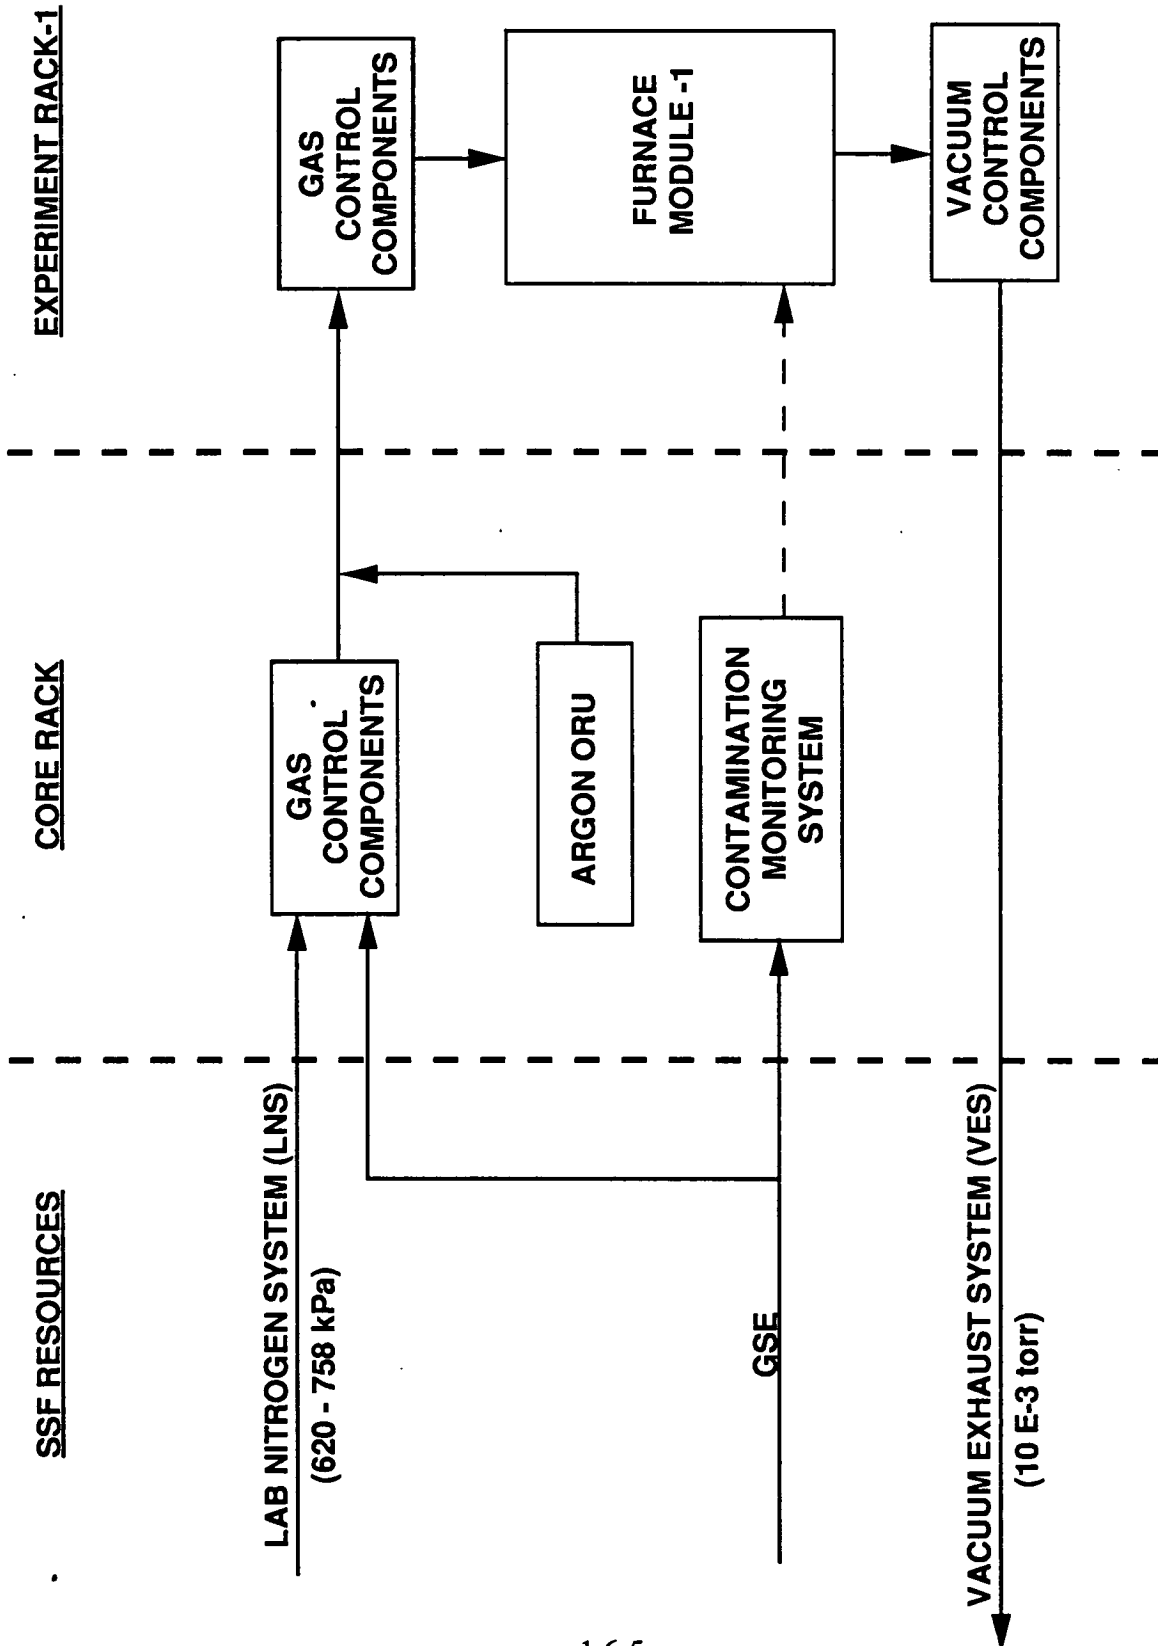 SSF RESOURCES
CORE RACK
EXPERIMENT RACK-1
LAB NITROGEN SYSTEM (LNS)
(620 - 758 kPa)
GAS
CONTROL
COMPONENTS
GAS
CONTROL
COMPONENTS
ARGON ORU
FURNACE
MODULE -1
GSE
CONTAMINATION
MONITORING
SYSTEM
VACUUM EXHAUST SYSTEM (VES)
(10 E-3 torr)
VACUUM
CONTROL
COMPONENTS